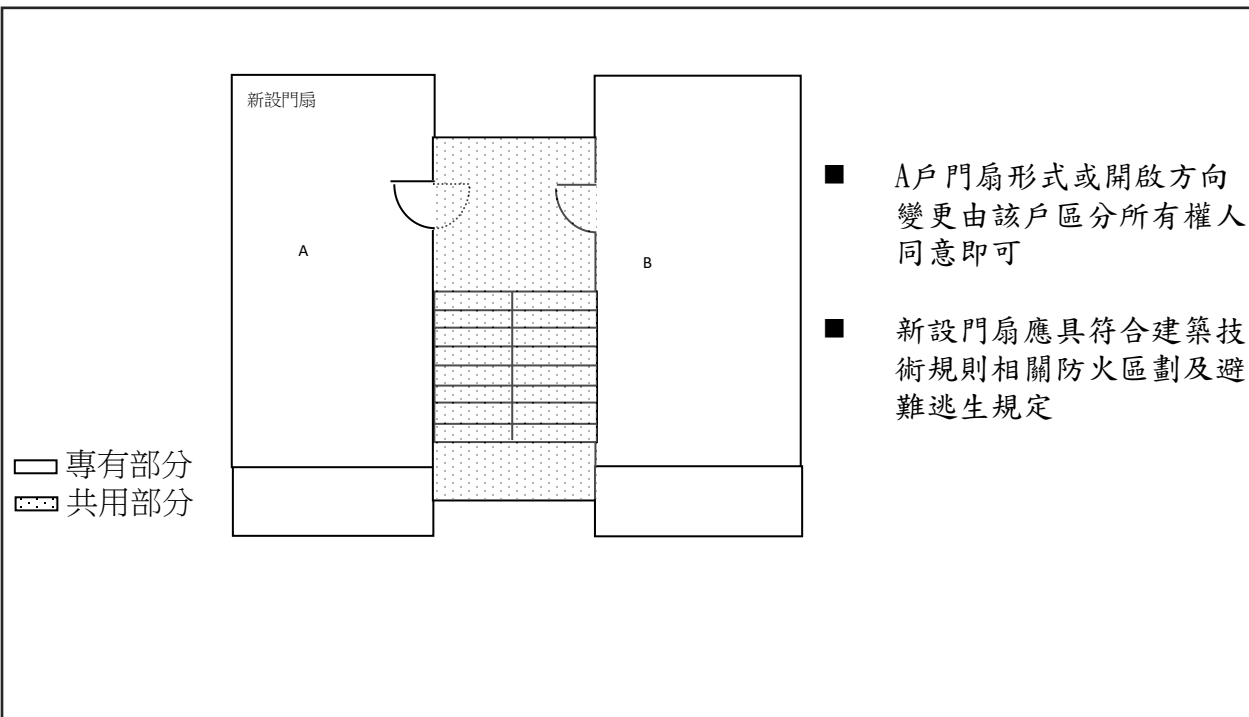 新設門扇
A
B
■ A戶門扇形式或開啟方向
變更由該戶區分所有權人
同意即可
■ 新設門扇應具符合建築技
術規則相關防火區劃及避
難逃生規定
專有部分
共用部分